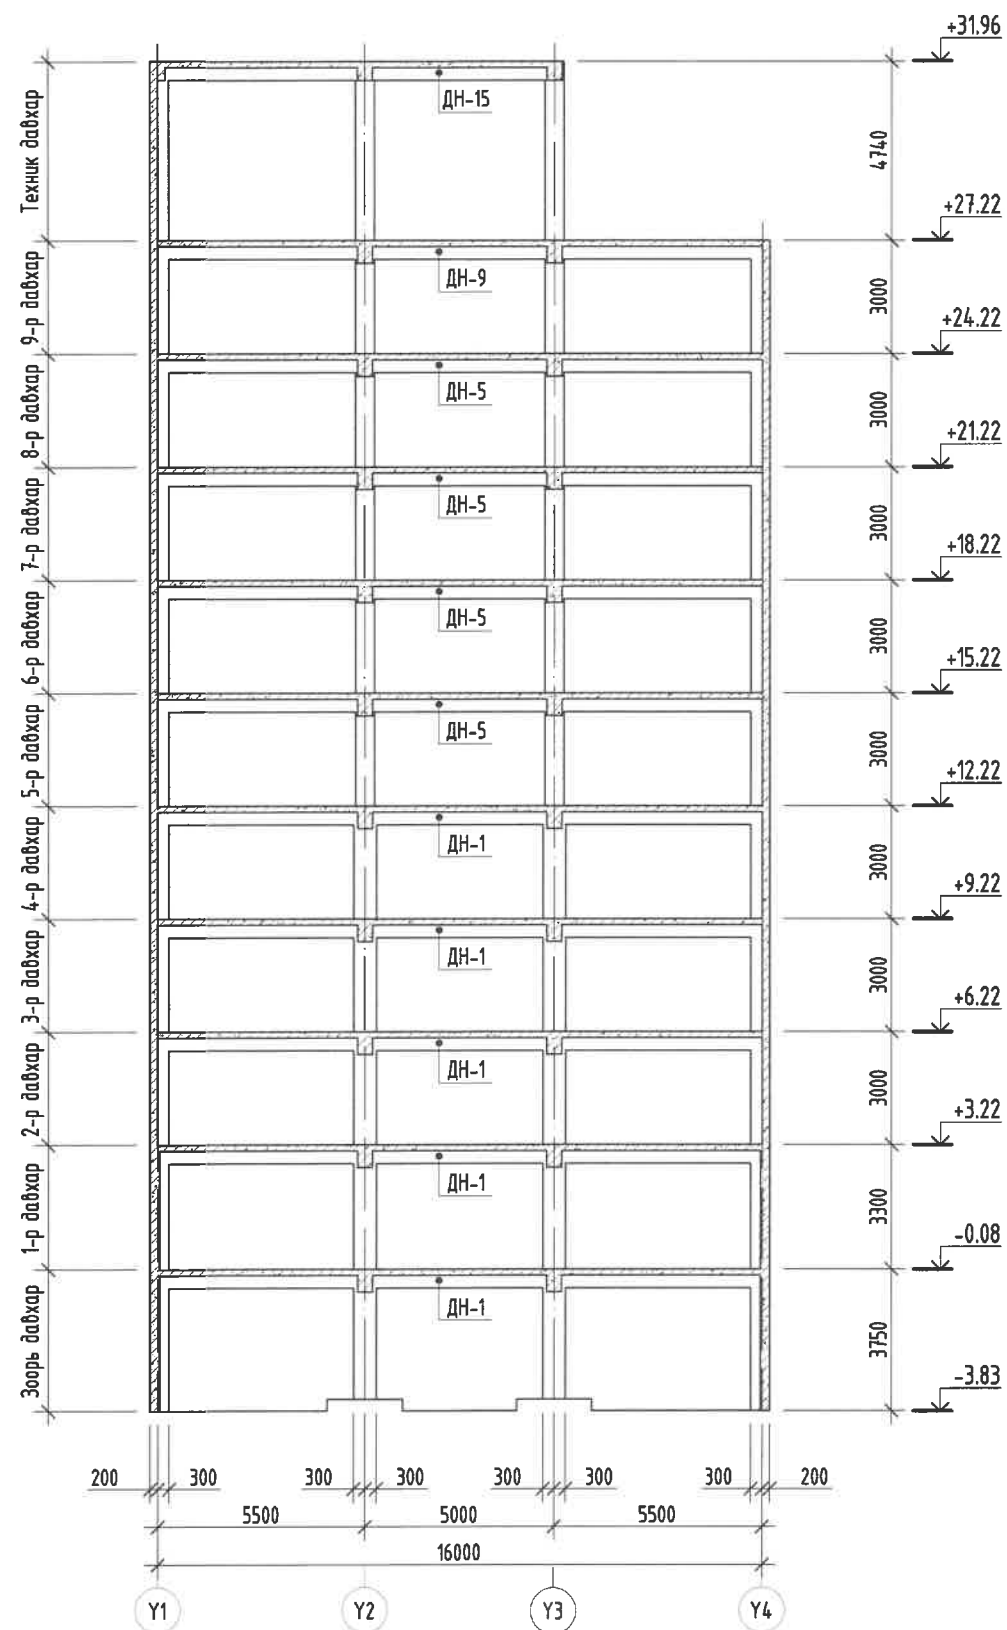 +31.96
Техник давхар
ДН-15
4740
+27.22
9-р давхар
ДН-9
3000
+24.22
8-р давхар
ДН-5
3000
+21.22
7-р давхар
ДН-5
3000
+18.22
6-р давхар
ДН-5
3000
+15.22
5-р давхар
ДН-5
3000
+12.22
4-р давхар
ДН-1
3000
+9.22
3-р давхар
ДН-1
3000
+6.22
2-р давхар
ДН-1
3000
+3.22
1-р давхар
ДН-1
3300
-0.08
Зоорь давхар
ДН-1
3750
-3.83
200 300 300 300 300 300 300 200
5500 5000 5500
16000
Y1 Y2 Y3 Y4